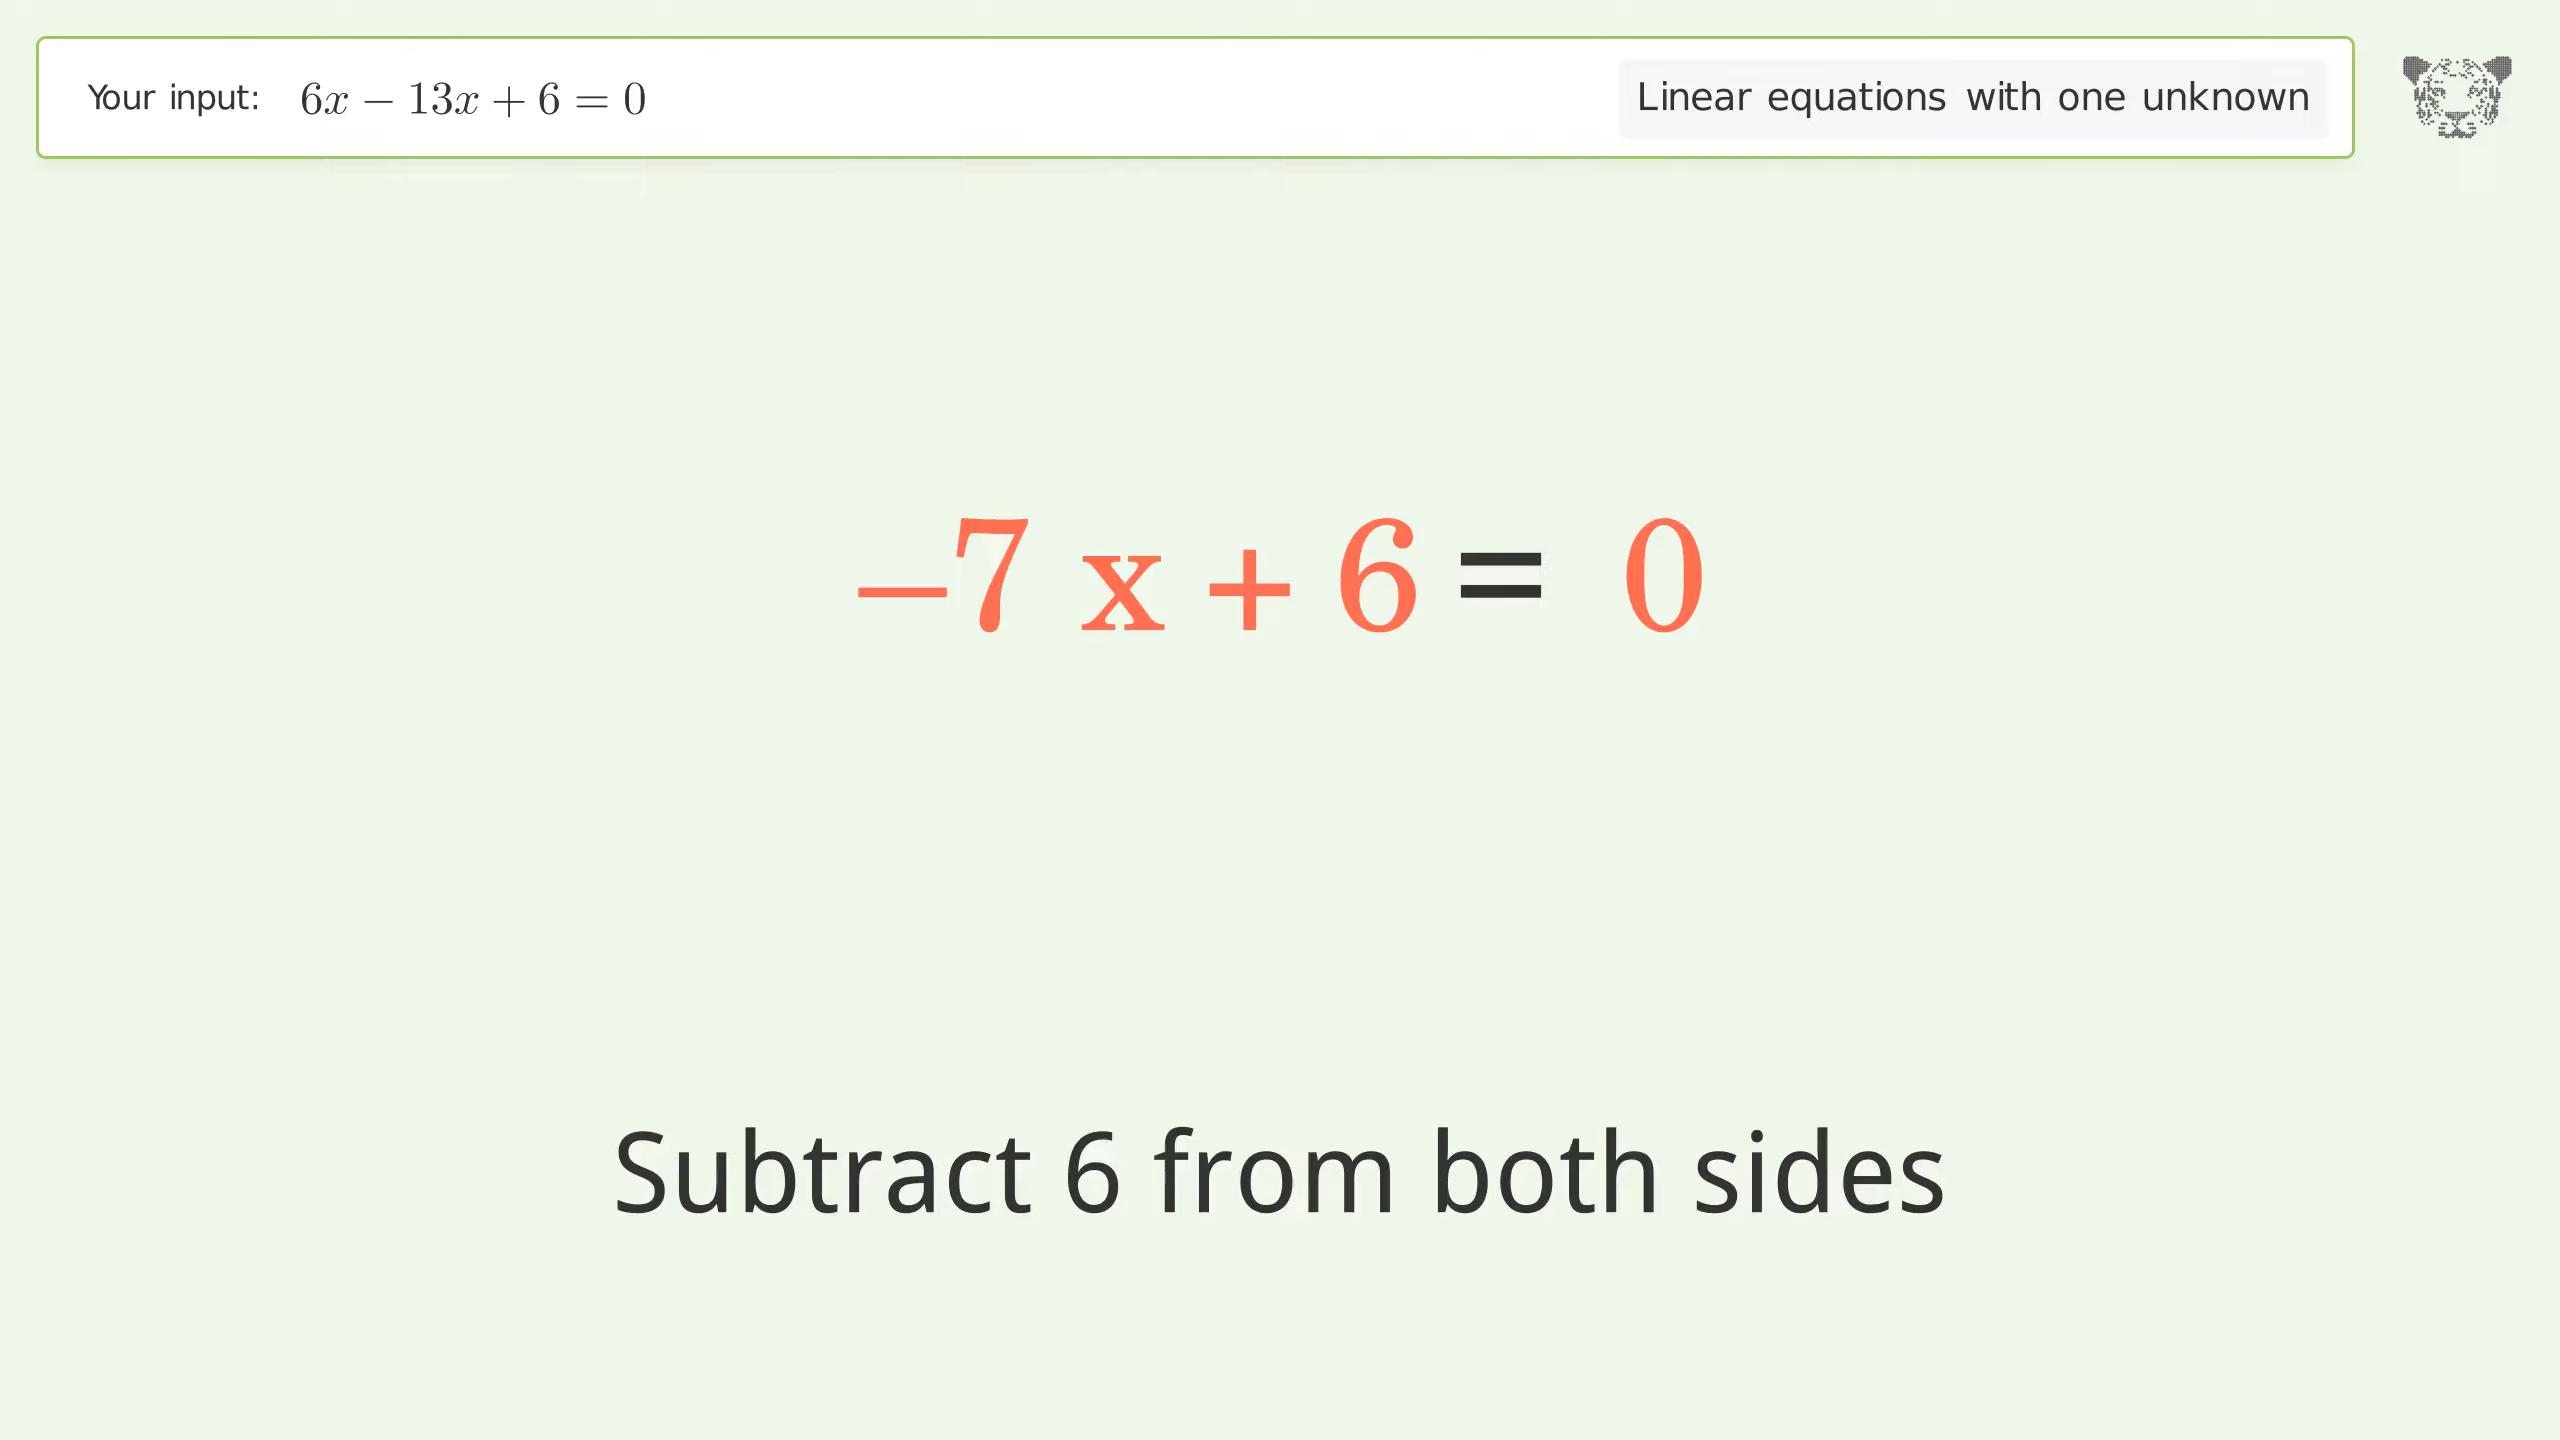 Your input: 6x − 13x + 6 = 0 Linear equations with one unknown
−7 x + 6 = 0
Subtract 6 from both sides